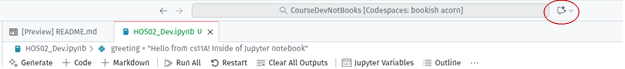 CourseDevNotBooks [Codespaces: bookish acorn]
[Preview] README.md HOS02_Dev.ipynb U
HOS02_Dev.ipynb > greeting = "Hello from cs11A! Inside of Jupyter notebook"
Generate + Code + Markdown Run All Restart Clear All Outputs Jupyter Variables Outline ...